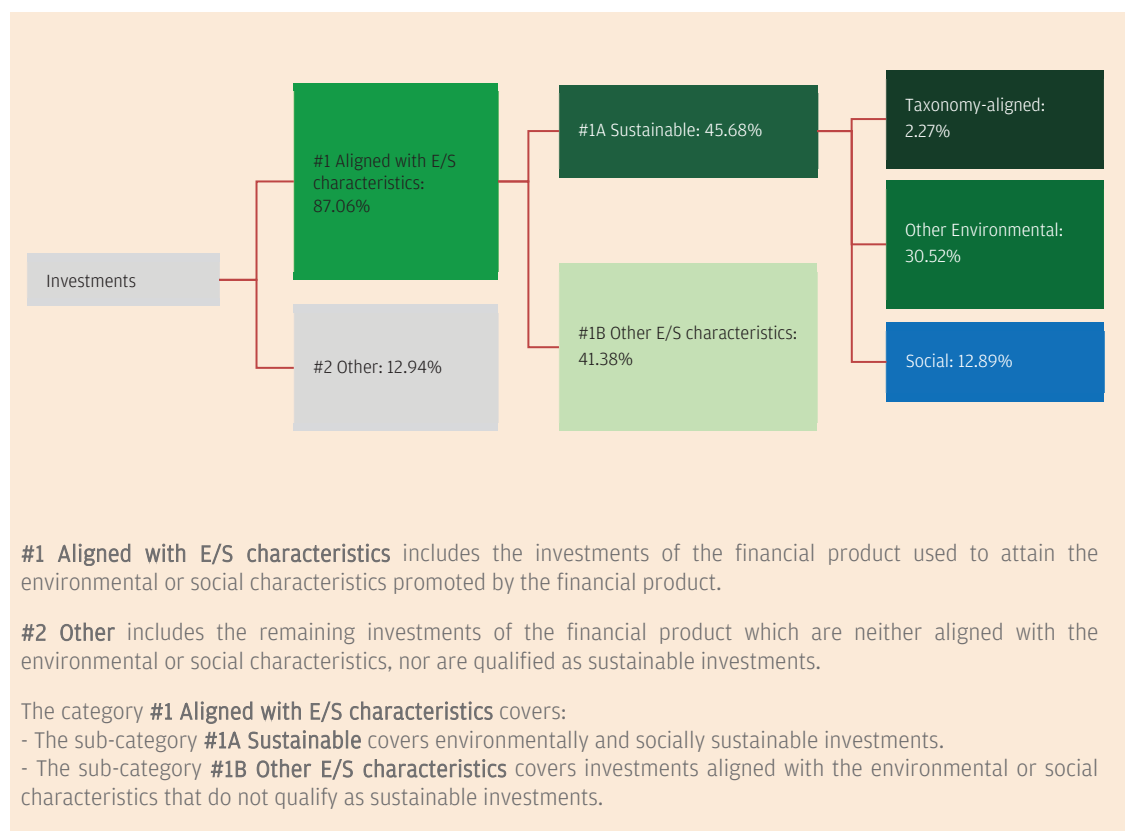 Investments
#1 Aligned with E/S
characteristics:
87.06%
#2 Other: 12.94%
#1A Sustainable: 45.68%
#1B Other E/S characteristics:
41.38%
Taxonomy-aligned:
2.27%
Other Environmental:
30.52%
Social: 12.89%
#1 Aligned with E/S characteristics includes the investments of the financial product used to attain the
environmental or social characteristics promoted by the financial product.
#2 Other includes the remaining investments of the financial product which are neither aligned with the
environmental or social characteristics, nor are qualified as sustainable investments.
The category #1 Aligned with E/S characteristics covers:
- The sub-category #1A Sustainable covers environmentally and socially sustainable investments.
- The sub-category #1B Other E/S characteristics covers investments aligned with the environmental or social
characteristics that do not qualify as sustainable investments.